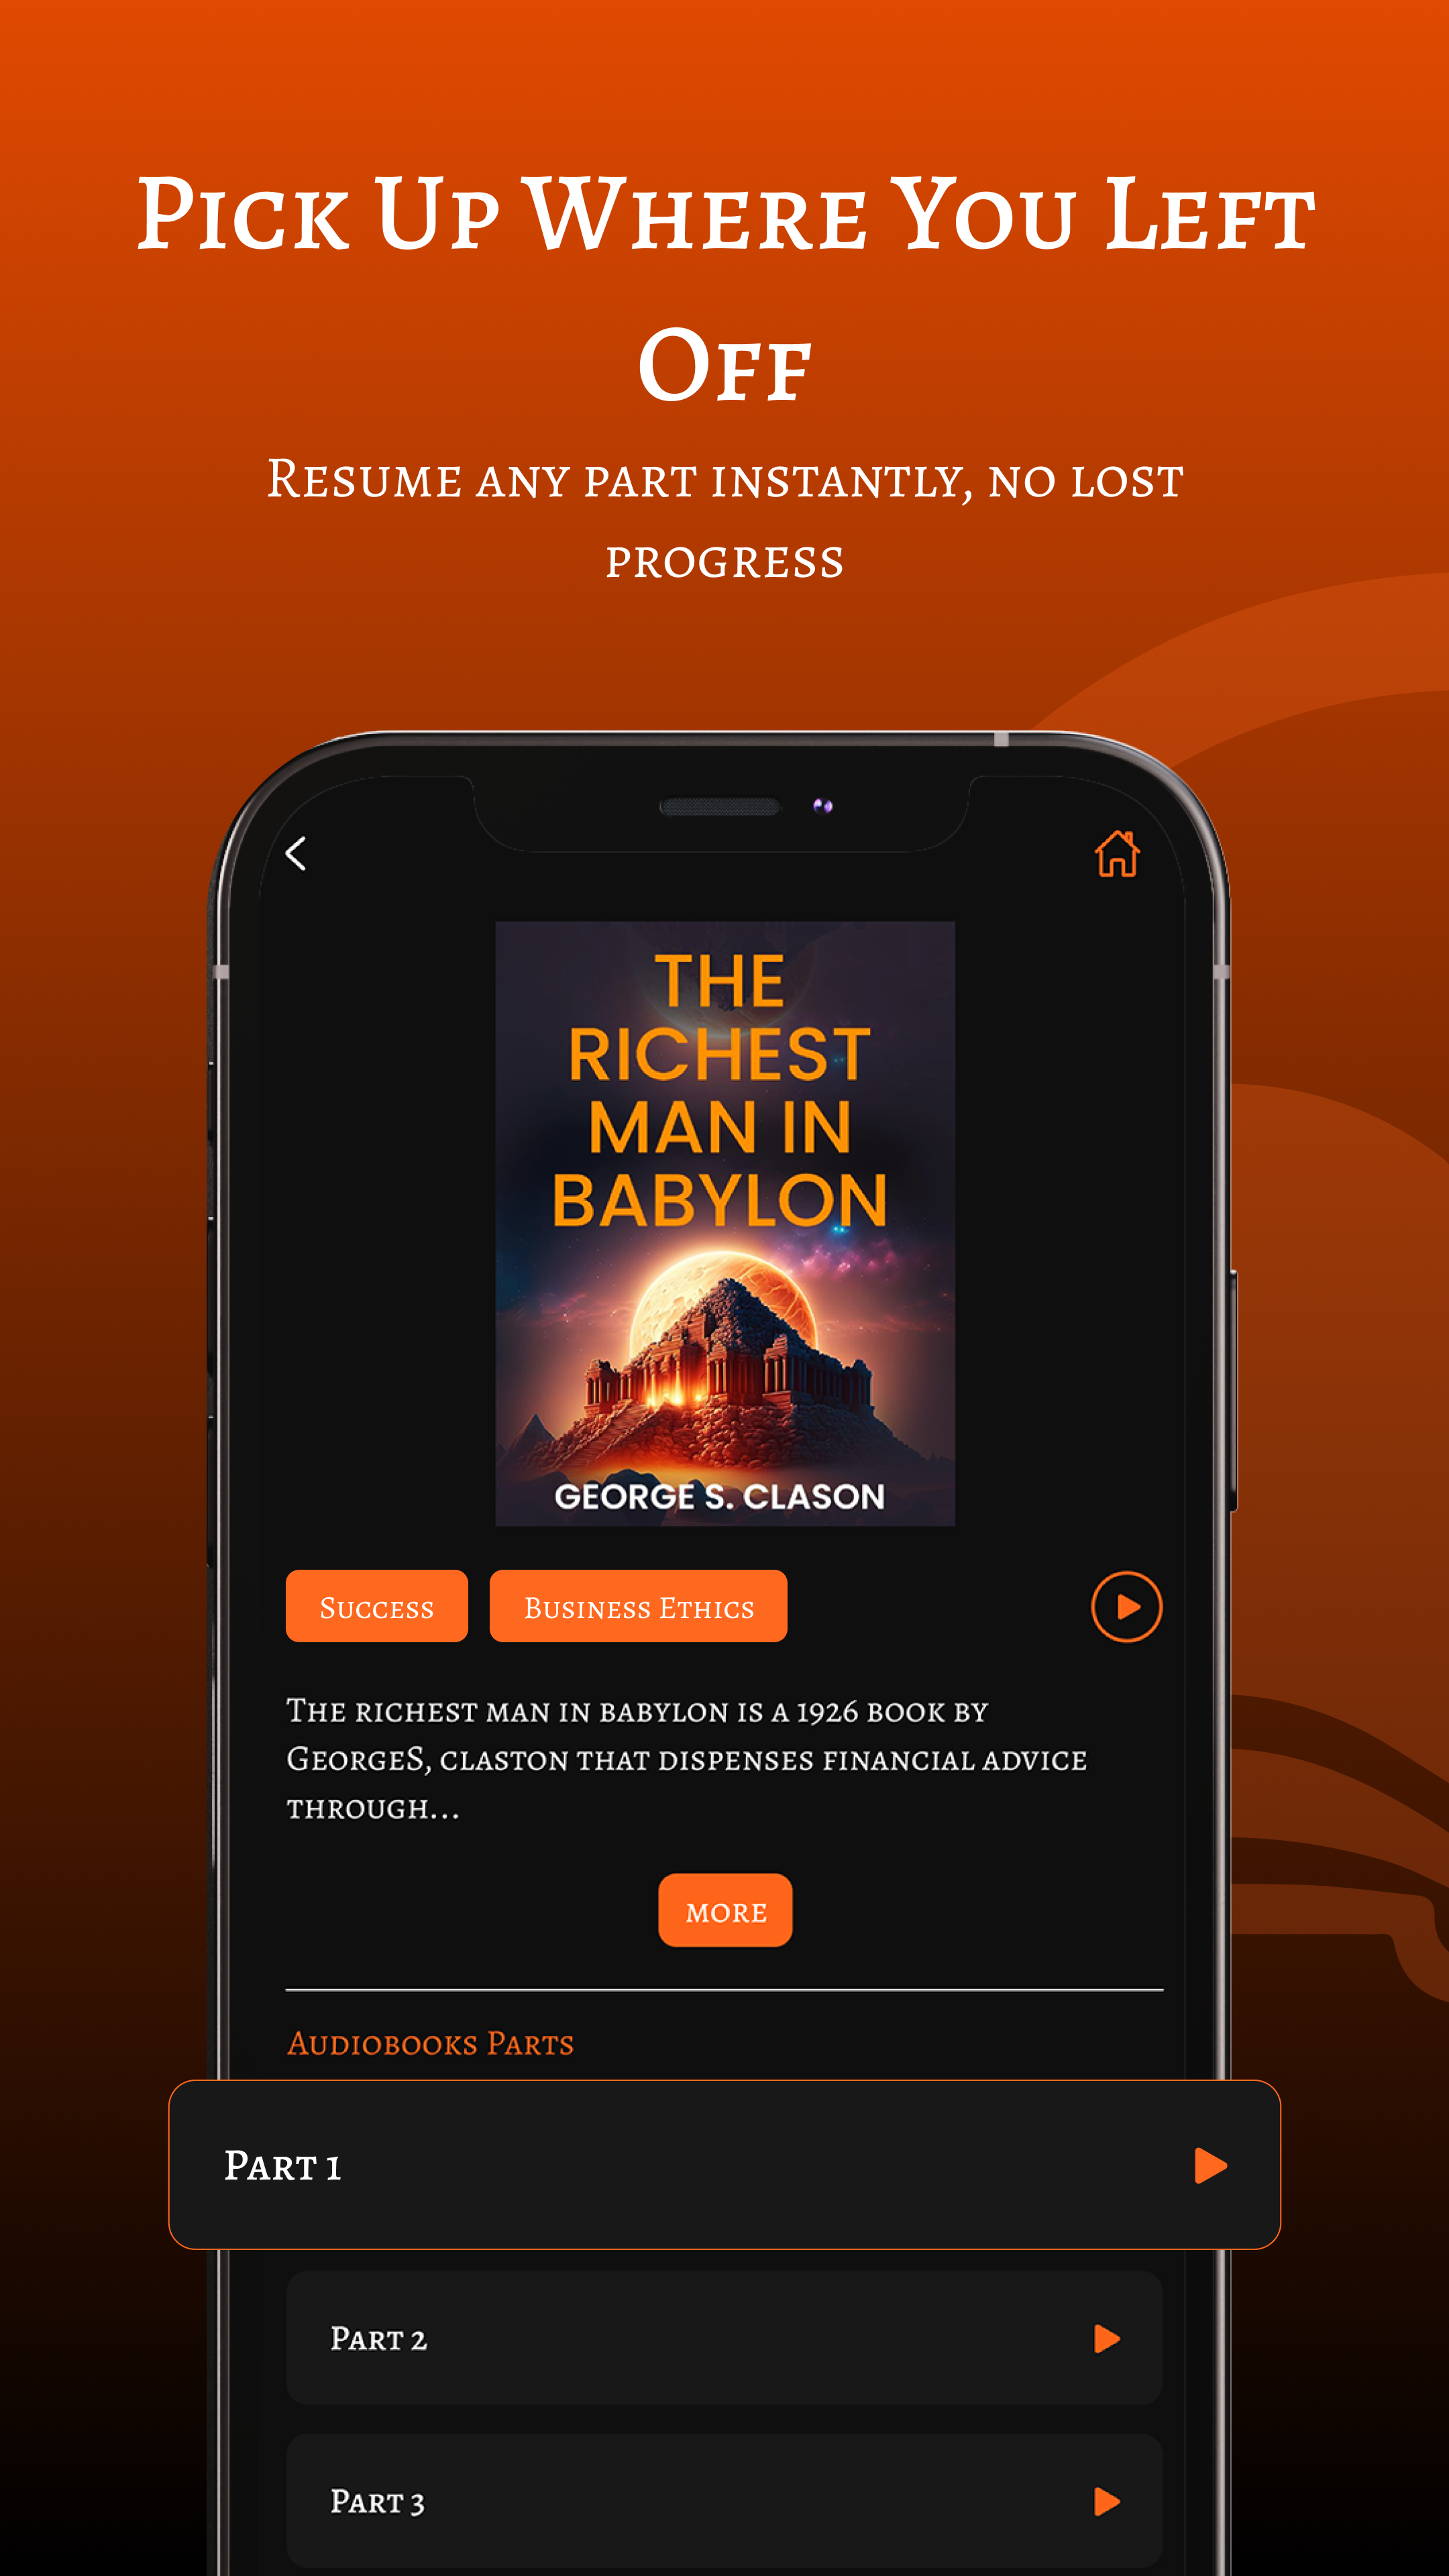 Pick Up Where You Left
Off
Resume any part instantly, no lost
progress
THE
RICHEST
MAN IN
BABYLON
GEORGE S. CLASON
Success
Business Ethics
The richest man in babylon is a 1926 book by
GeorgeS, claston that dispenses financial advice
through...
more
Audiobooks Parts
Part 1
Part 2
Part 3